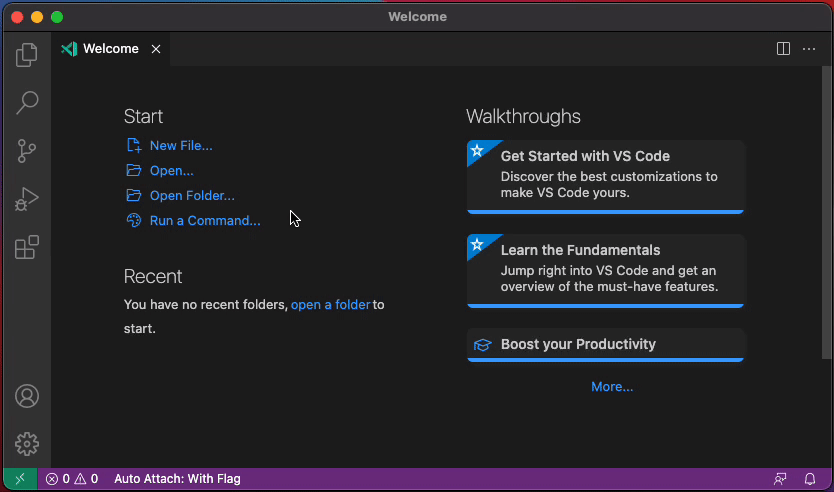 Welcome
Welcome
Start
New File...
Open...
Open Folder...
Run a Command...
Recent
You have no recent folders, open a folder to
start.
Walkthroughs
Get Started with VS Code
Discover the best customizations to
make VS Code yours.
Learn the Fundamentals
Jump right into VS Code and get an
overview of the must-have features.
Boost your Productivity
More...
0 0 Auto Attach: With Flag